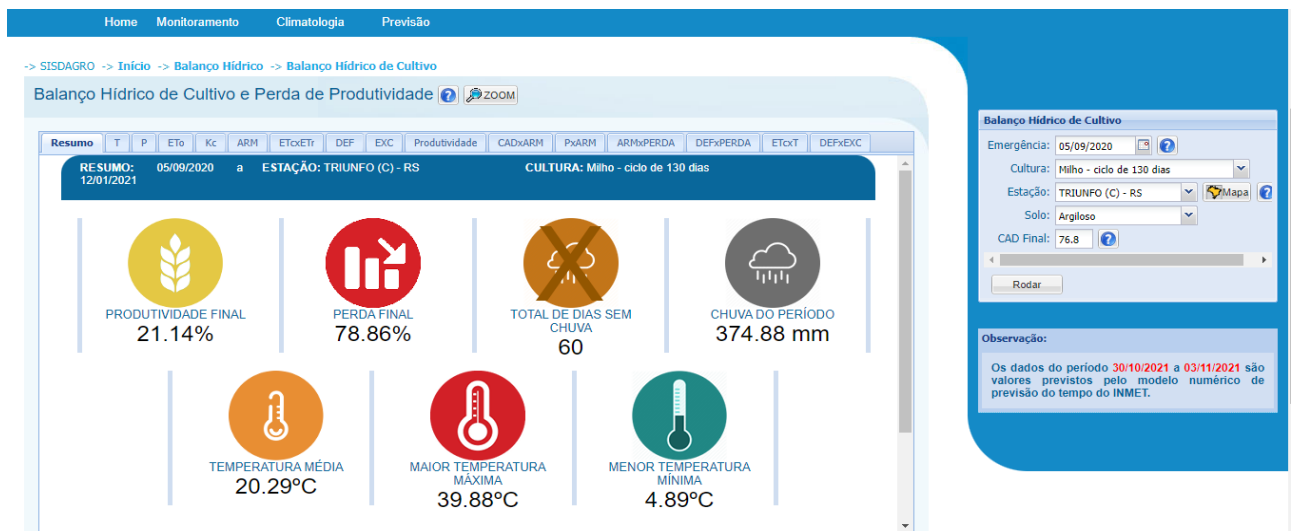 Home Monitoramento Climatologia Previsão
-> SISDAGRO -> Início -> Balanço Hídrico -> Balanço Hídrico de Cultivo
Balanço Hídrico de Cultivo e Perda de Produtividade ? ZOOM
Resumo T P ETo Kc ARM ETcxETr DEF EXC Produtividade CADxARM PxARM ARMxPERDA DEFxPERDA ETcxT DEFxEXC
RESUMO: 05/09/2020 a ESTAÇÃO: TRIUNFO (C) - RS CULTURA: Milho - ciclo de 130 dias
12/01/2021
PRODUTIVIDADE FINAL
21.14%
PERDA FINAL
78.86%
TOTAL DE DIAS SEM
CHUVA
60
CHUVA DO PERÍODO
374.88 mm
TEMPERATURA MÉDIA
20.29ºC
MAIOR TEMPERATURA
MÁXIMA
39.88ºC
MENOR TEMPERATURA
MÍNIMA
4.89ºC
Balanço Hídrico de Cultivo
Emergência: 05/09/2020 ?
Cultura: Milho - ciclo de 130 dias
Estação: TRIUNFO (C) - RS Mapa ?
Solo: Argiloso
CAD Final: 76.8 ?
Rodar
Observação:
Os dados do período 30/10/2021 a 03/11/2021 são
valores previstos pelo modelo numérico de
previsão do tempo do INMET.